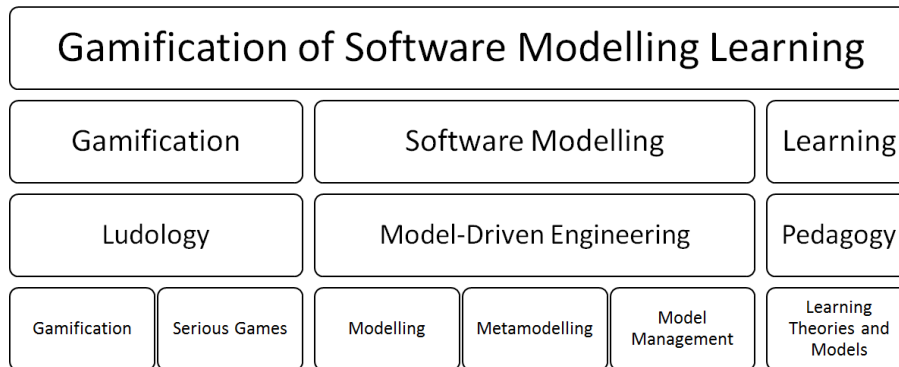 Gamification of Software Modelling Learning
Gamification
Software Modelling
Learning
Ludology
Model-Driven Engineering
Pedagogy
Gamification
Serious Games
Modelling
Metamodelling
Model
Management
Learning
Theories and
Models